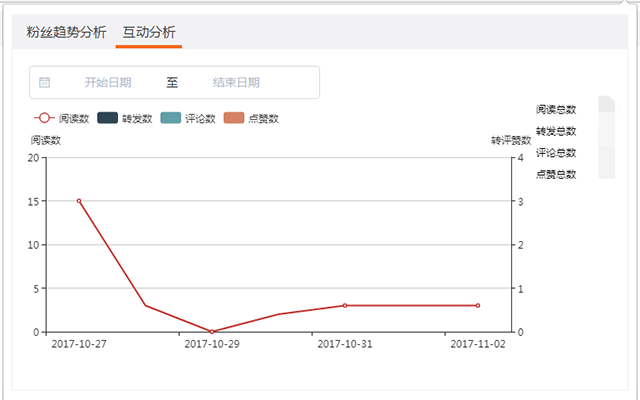 粉丝趋势分析 互动分析
开始日期 至 结束日期
阅读数 转发数 评论数 点赞数
阅读数 转评赞数
20 4
15 3
10 2
5 1
0 0
2017-10-27 2017-10-29 2017-10-31 2017-11-02
阅读总数
转发总数
评论总数
点赞总数